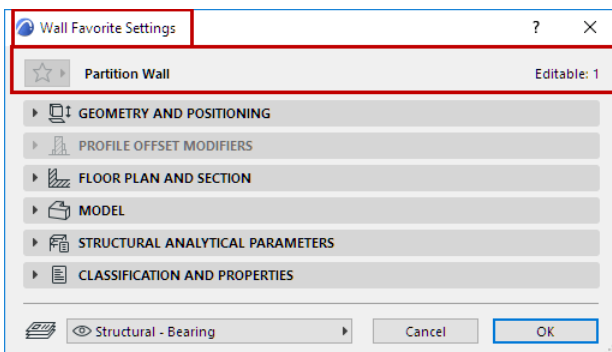 Wall Favorite Settings ? ×
Partition Wall Editable: 1
GEOMETRY AND POSITIONING
PROFILE OFFSET MODIFIERS
FLOOR PLAN AND SECTION
MODEL
STRUCTURAL ANALYTICAL PARAMETERS
CLASSIFICATION AND PROPERTIES
Structural - Bearing Cancel OK